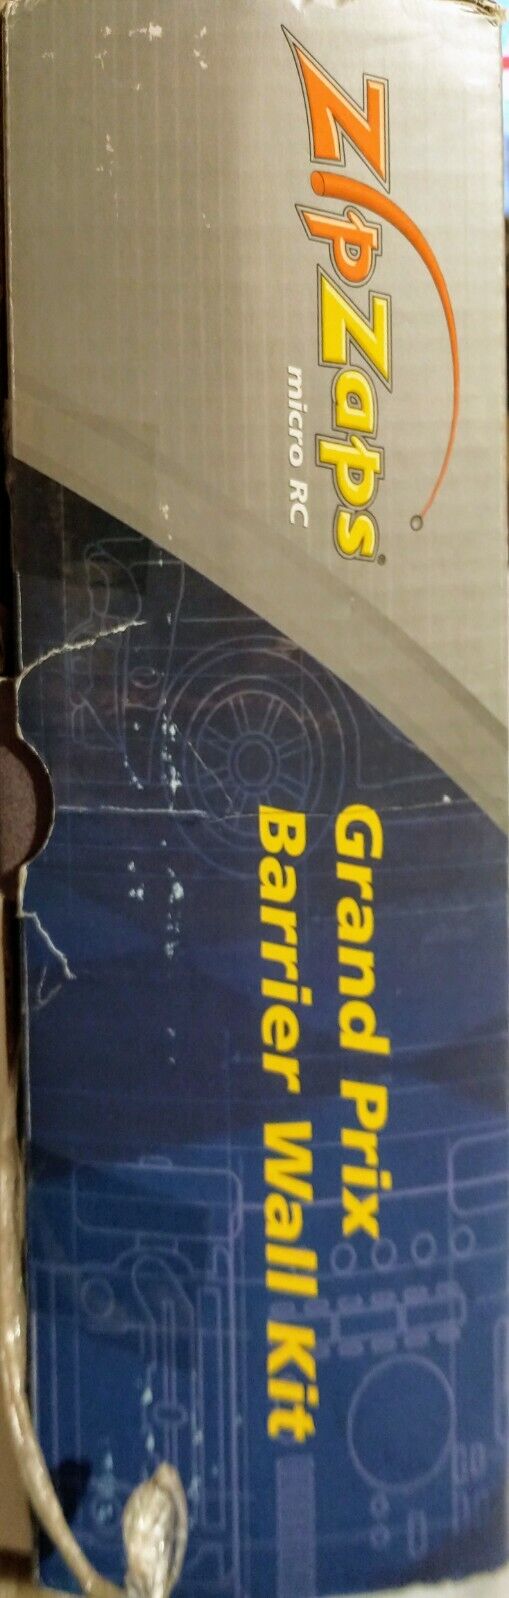 ZipZaps®
micro RC
Grand Prix
Barrier Wall Kit